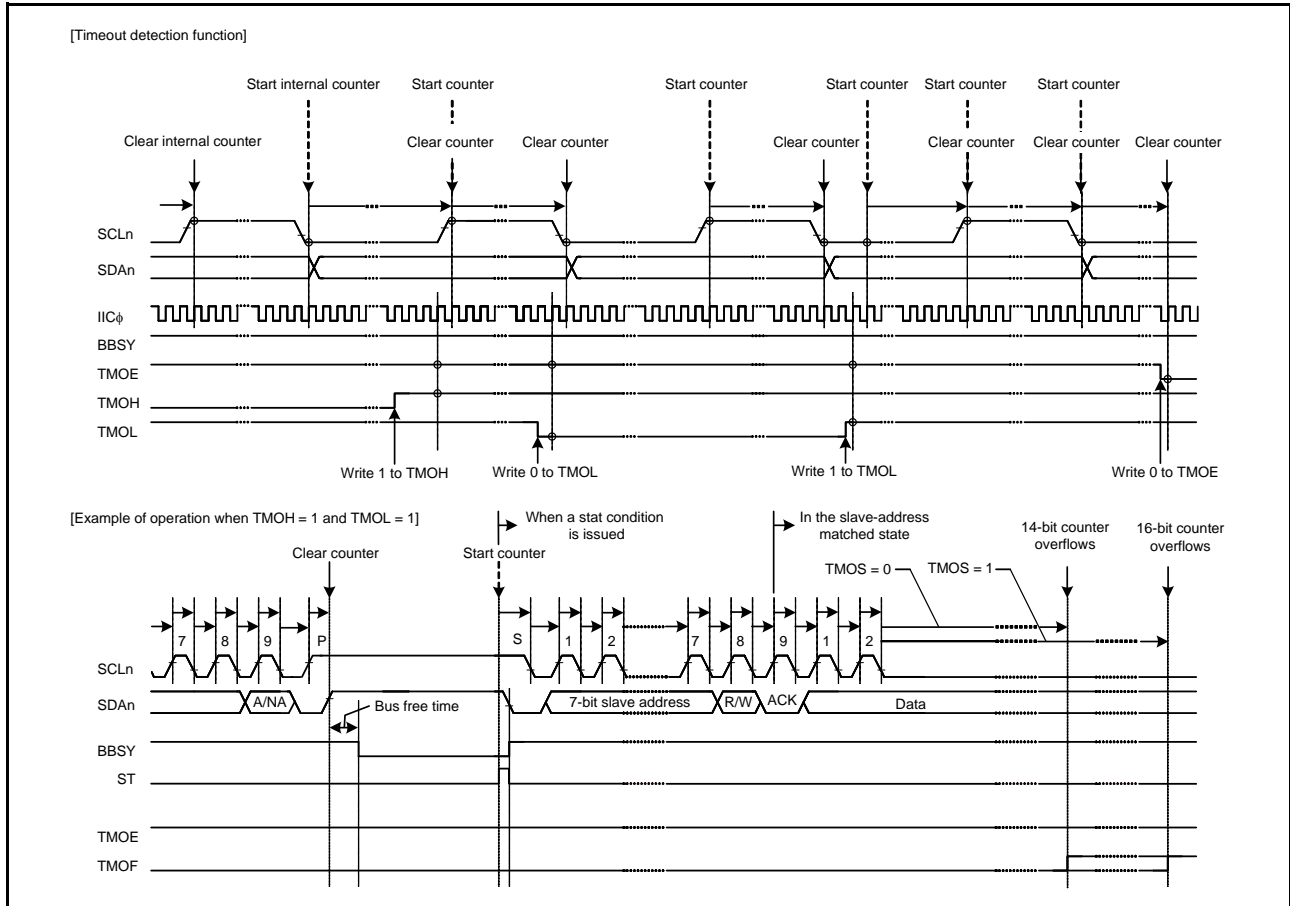 [Timeout detection function]
Start internal counter
Start counter
Start counter
Start counter
Start counter
Start counter
Clear internal counter
Clear counter
Clear counter
Clear counter
Clear counter
Clear counter
Clear counter
SCLn
SDAn
IICφ
BBSY
TMOE
TMOH
TMOL
Write 1 to TMOH
Write 0 to TMOL
Write 1 to TMOL
Write 0 to TMOE
[Example of operation when TMOH = 1 and TMOL = 1]
When a stat condition
is issued
In the slave-address
matched state
14-bit counter
overflows
16-bit counter
overflows
Clear counter
Start counter
TMOS = 0
TMOS = 1
7
8
9
P
S
1
2
7
8
9
1
2
SCLn
SDAn
A/NA
Bus free time
7-bit slave address
R/W
ACK
Data
BBSY
ST
TMOE
TMOF